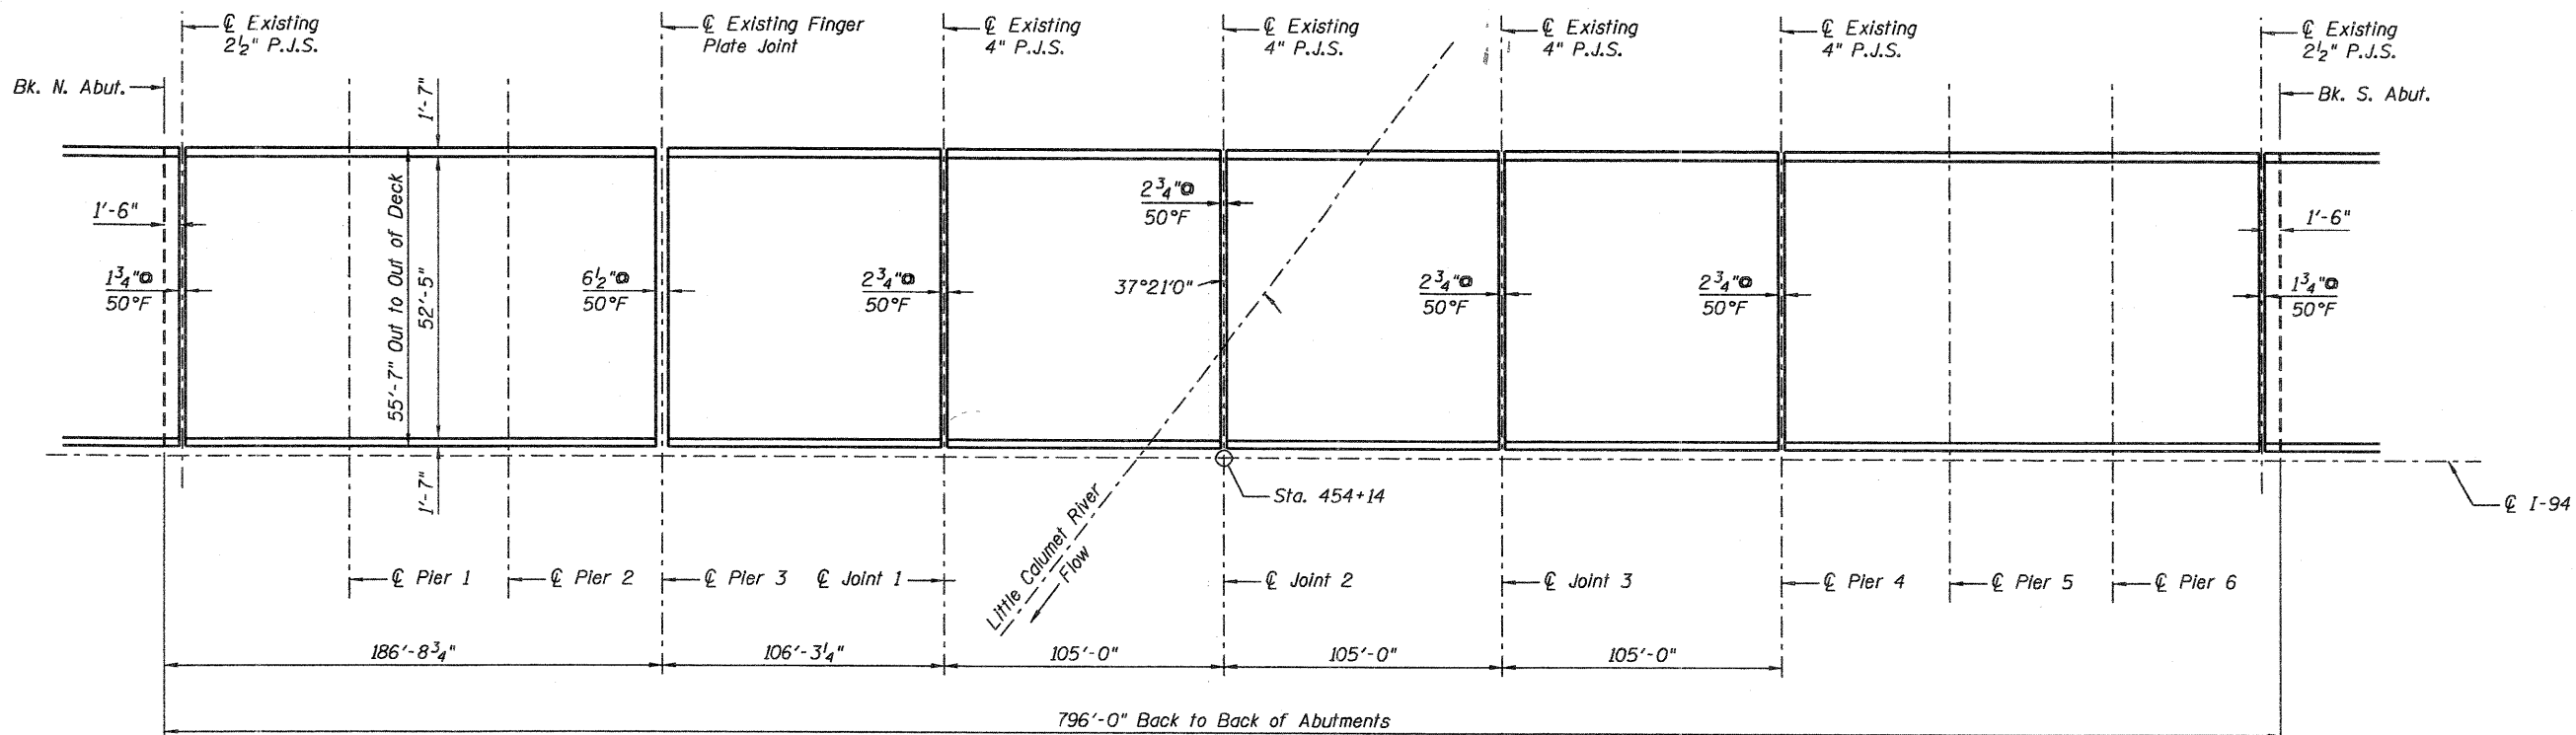 ℄ Existing
2½" P.J.S.
℄ Existing Finger
Plate Joint
℄ Existing
4" P.J.S.
℄ Existing
4" P.J.S.
℄ Existing
4" P.J.S.
℄ Existing
4" P.J.S.
℄ Existing
2½" P.J.S.
Bk. N. Abut.
1'-7"
Bk. S. Abut.
1'-6"
55'-7" Out to Out of Deck
52'-5"
2¾"@
50°F
1'-6"
1¾"@
50°F
6½"@
50°F
2¾"@
50°F
37°21'0"
2¾"@
50°F
2¾"@
50°F
1¾"@
50°F
1'-7"
Sta. 454+14
℄ I-94
Little Calumet River
Flow
℄ Pier 1
℄ Pier 2
℄ Pier 3
℄ Joint 1
℄ Joint 2
℄ Joint 3
℄ Pier 4
℄ Pier 5
℄ Pier 6
186'-8¾"
106'-3¼"
105'-0"
105'-0"
105'-0"
796'-0" Back to Back of Abutments